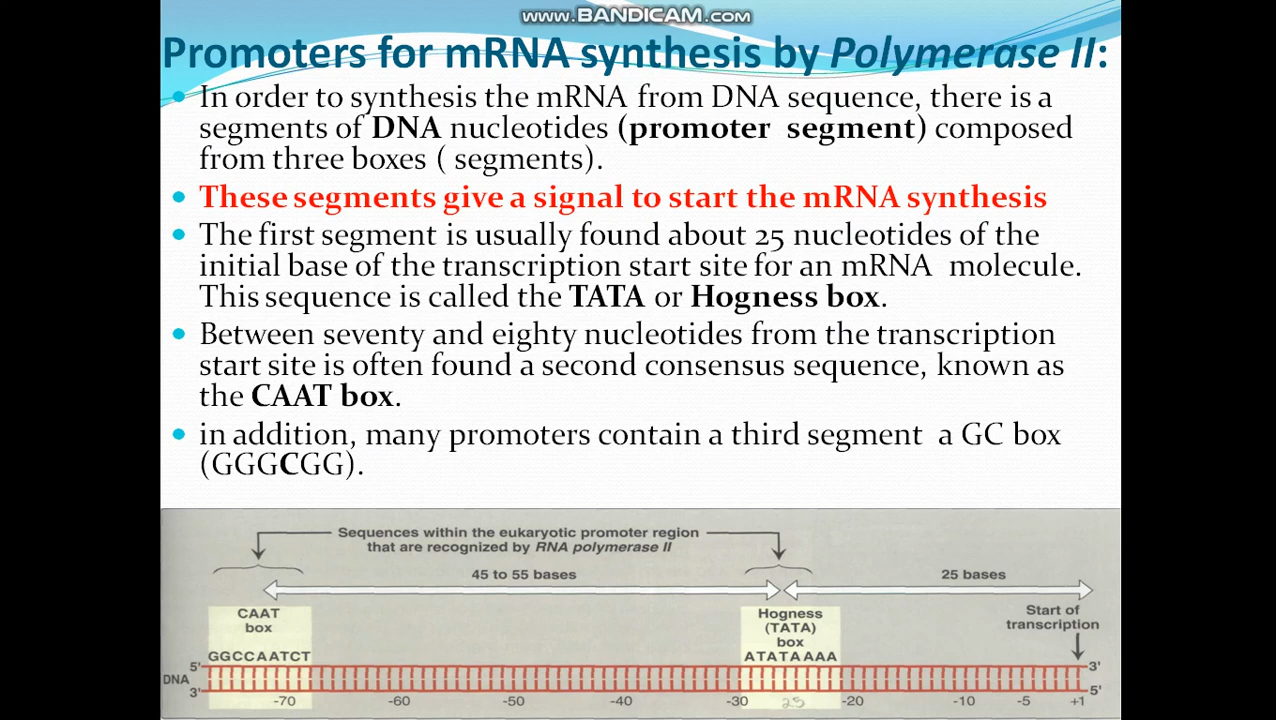 WWW.BANDICAM.COM
Promoters for mRNA synthesis by Polymerase II:
In order to synthesis the mRNA from DNA sequence, there is a
segments of DNA nucleotides (promoter segment) composed
from three boxes ( segments).
These segments give a signal to start the mRNA synthesis
The first segment is usually found about 25 nucleotides of the
initial base of the transcription start site for an mRNA molecule.
This sequence is called the TATA or Hogness box.
Between seventy and eighty nucleotides from the transcription
start site is often found a second consensus sequence, known as
the CAAT box.
in addition, many promoters contain a third segment a GC box
(GGGCGG).
Sequences within the eukaryotic promoter region
that are recognized by RNA polymerase II
45 to 55 bases
25 bases
CAAT
box
Hogness
(TATA)
box
Start of
transcription
GGCCAATCT
ATATAAAA
5'
3'
DNA
3'
5'
-70
-60
-50
-40
-30
25
-20
-10
-5
+1